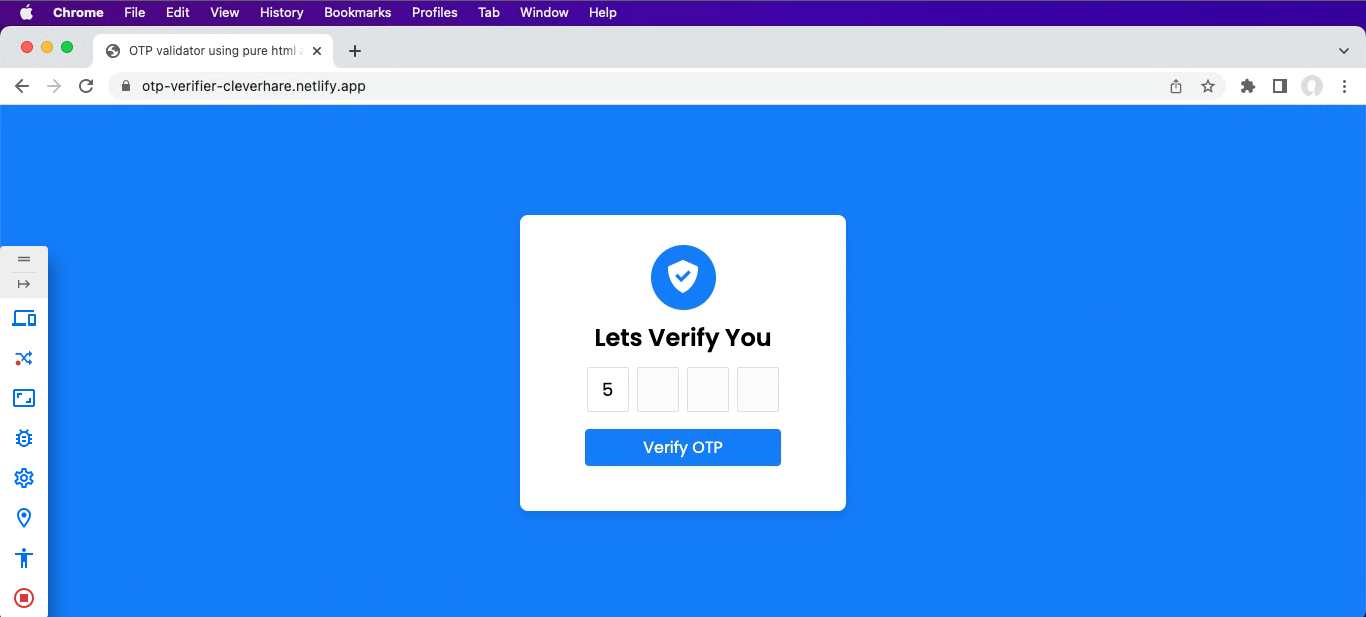 Chrome File Edit View History Bookmarks Profiles Tab Window Help
OTP validator using pure html
otp-verifier-cleverhare.netlify.app
Lets Verify You
5
Verify OTP